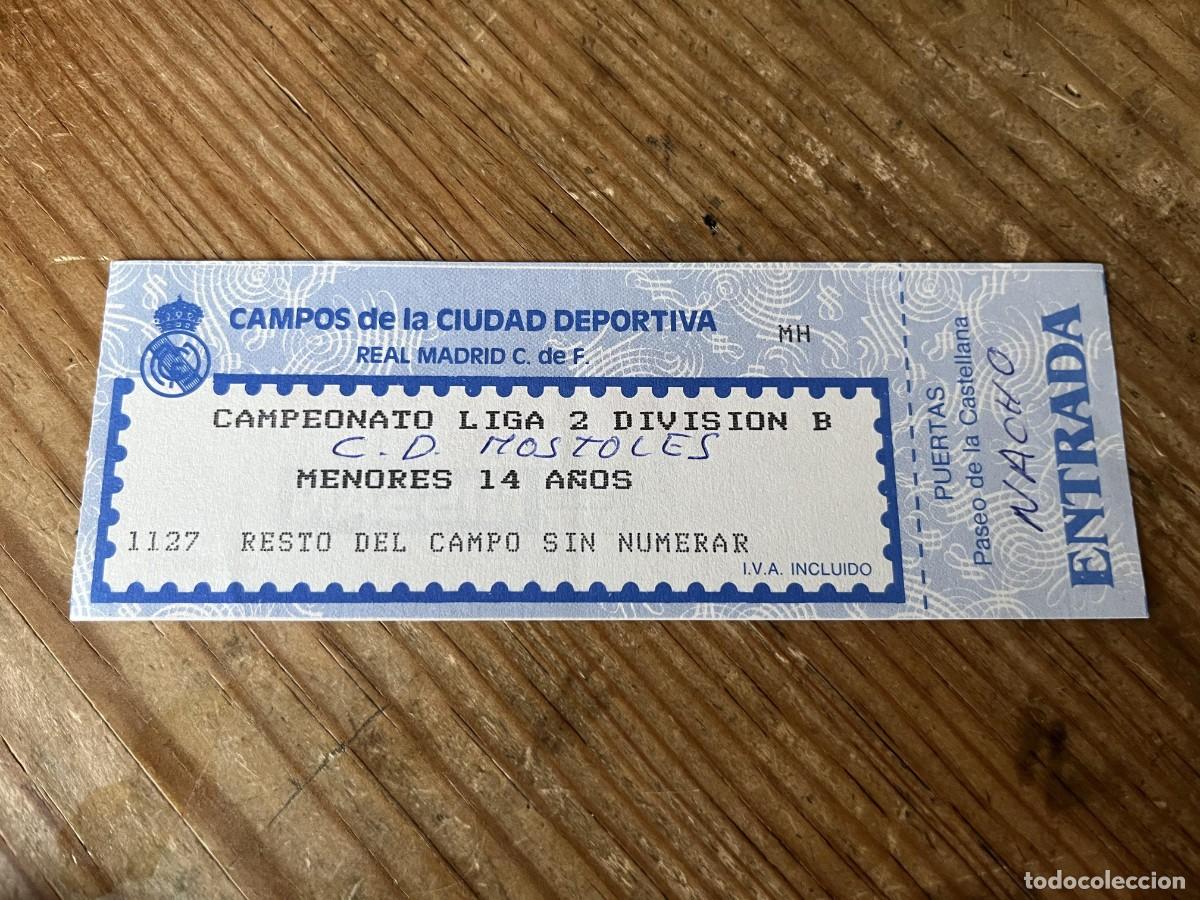 CAMPOS de la CIUDAD DEPORTIVA
REAL MADRID C. de F.
MH
CAMPEONATO LIGA 2 DIVISION B
C.D. MOSTOLES
MENORES 14 AÑOS
1127 RESTO DEL CAMPO SIN NUMERAR
I.V.A. INCLUIDO
PUERTAS
Paseo de la Castellana
NACHO
ENTRADA
todocoleccion